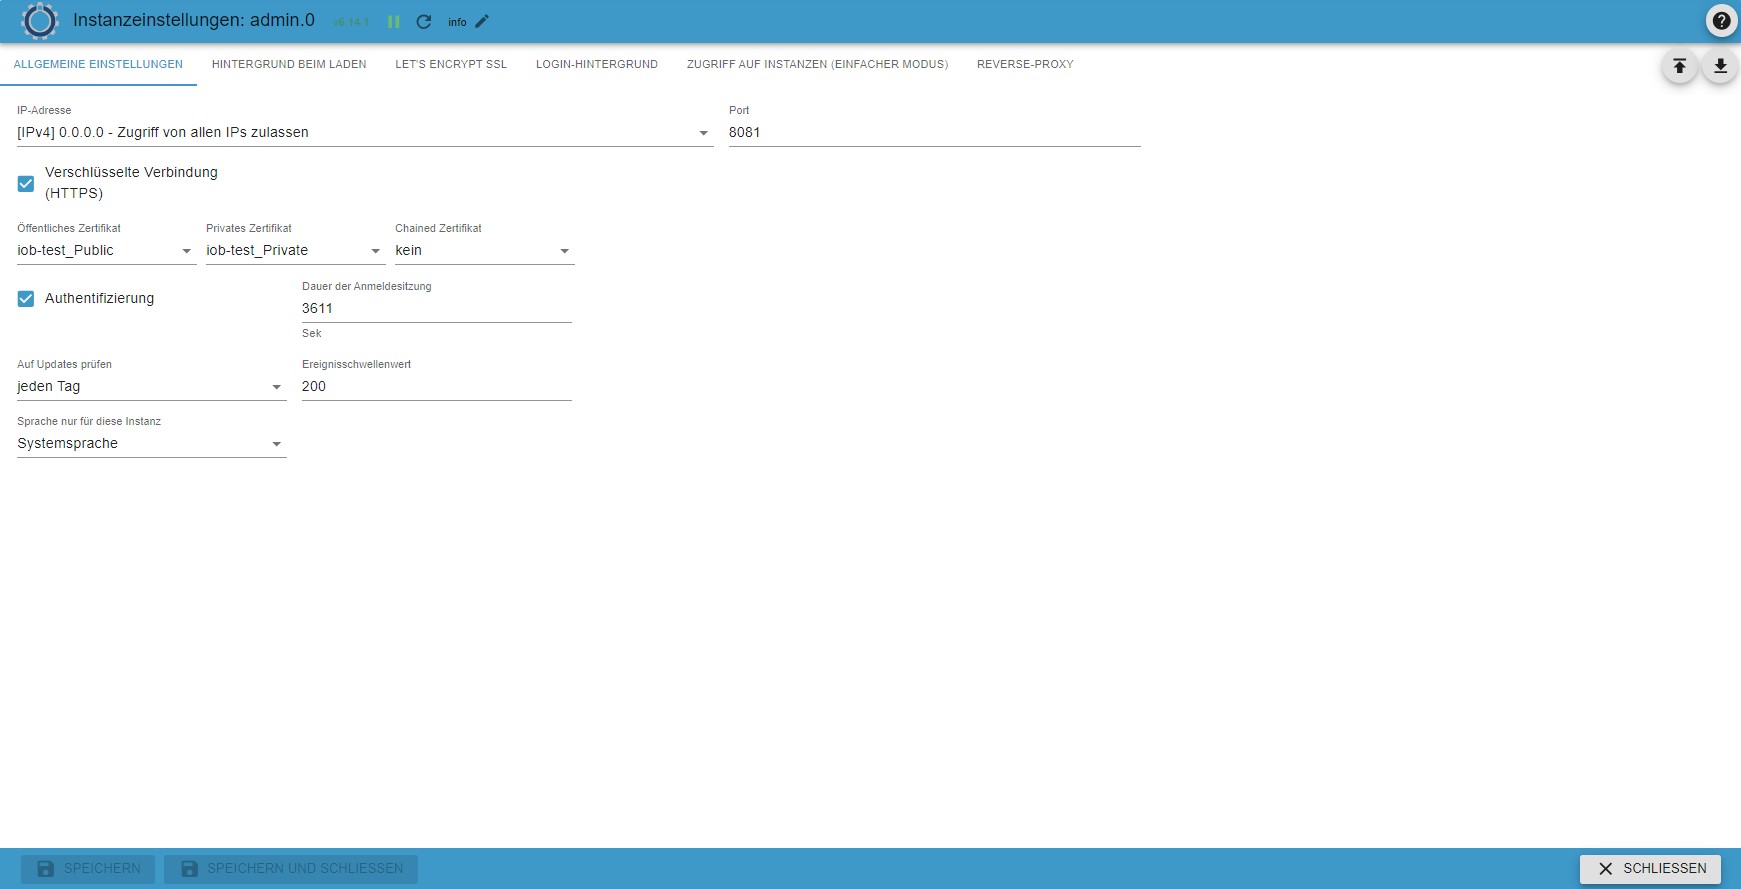 Instanzeinstellungen: admin.0 v6.14.1 info
ALLGEMEINE EINSTELLUNGEN HINTERGRUND BEIM LADEN LET'S ENCRYPT SSL LOGIN-HINTERGRUND ZUGRIFF AUF INSTANZEN (EINFACHER MODUS) REVERSE-PROXY
IP-Adresse Port
[IPv4] 0.0.0.0 - Zugriff von allen IPs zulassen 8081
Verschlüsselte Verbindung
(HTTPS)
Öffentliches Zertifikat Privates Zertifikat Chained Zertifikat
iob-test_Public iob-test_Private kein
Dauer der Anmeldesitzung
Authentifizierung
3611
Sek
Auf Updates prüfen Ereignisschwellenwert
jeden Tag 200
Sprache nur für diese Instanz
Systemsprache
SPEICHERN SPEICHERN UND SCHLIESSEN SCHLIESSEN